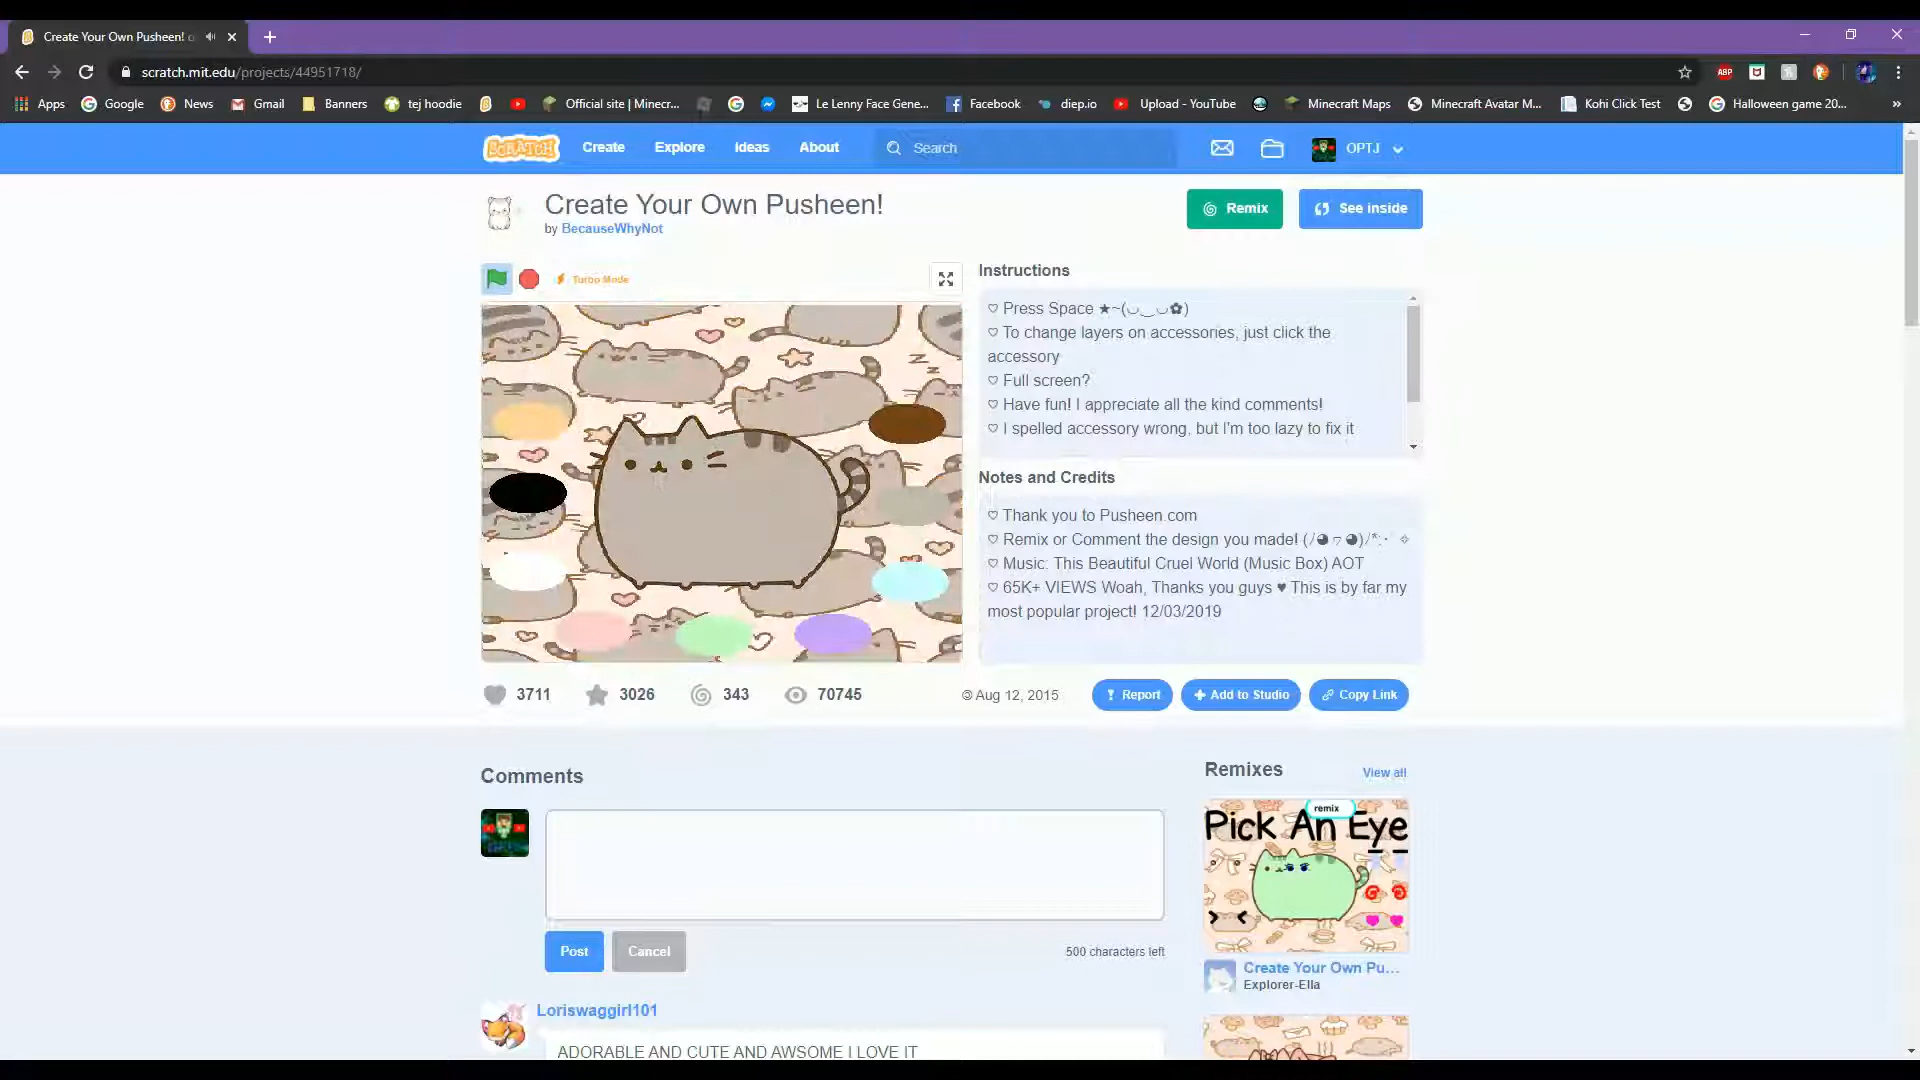 Create Your Own Pusheen! o
scratch.mit.edu/projects/44951718/
ABP
Apps Google News Gmail Banners tej hoodie Official site | Minecr... Le Lenny Face Gene... Facebook diep.io Upload - YouTube Minecraft Maps Minecraft Avatar M... Kohi Click Test Halloween game 20... »
SCRATCH Create Explore Ideas About Search OPTJ
Create Your Own Pusheen!
by BecauseWhyNot
Remix See inside
Turbo Mode
Instructions
♡ Press Space ★~(◡‿◡✿)
♡ To change layers on accessories, just click the
accessory
♡ Full screen?
♡ Have fun! I appreciate all the kind comments!
♡ I spelled accessory wrong, but I'm too lazy to fix it
Z
Z
Notes and Credits
♡ Thank you to Pusheen.com
♡ Remix or Comment the design you made! (ﾉ◕ヮ◕)ﾉ*:･ﾟ✧
♡ Music: This Beautiful Cruel World (Music Box) AOT
♡ 65K+ VIEWS Woah, Thanks you guys ♥ This is by far my
most popular project! 12/03/2019
3711 3026 343 70745
© Aug 12, 2015 Report Add to Studio Copy Link
Comments
Post Cancel 500 characters left
Loriswaggirl101
ADORABLE AND CUTE AND AWSOME I LOVE IT
Remixes View all
remix
Pick An Eye
Create Your Own Pu...
Explorer-Ella